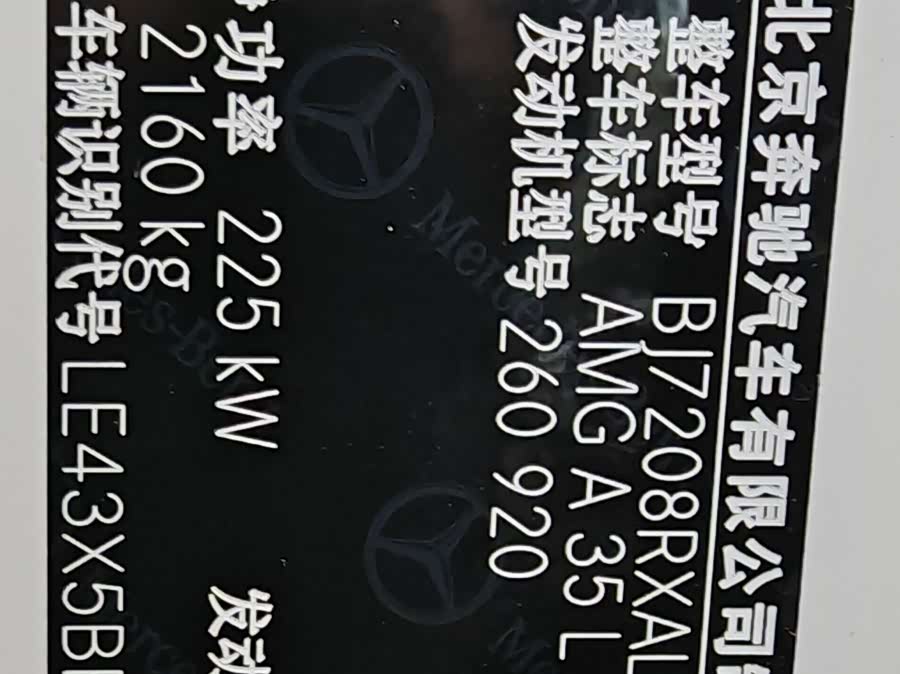 北京奔驰汽车有限公司
整车型号 BJ7208RXAL
整车标志 AMG A 35 L
发动机型号 260 920
功率 225 kW 发动
2160 kg
车辆识别代号 LE43X5B